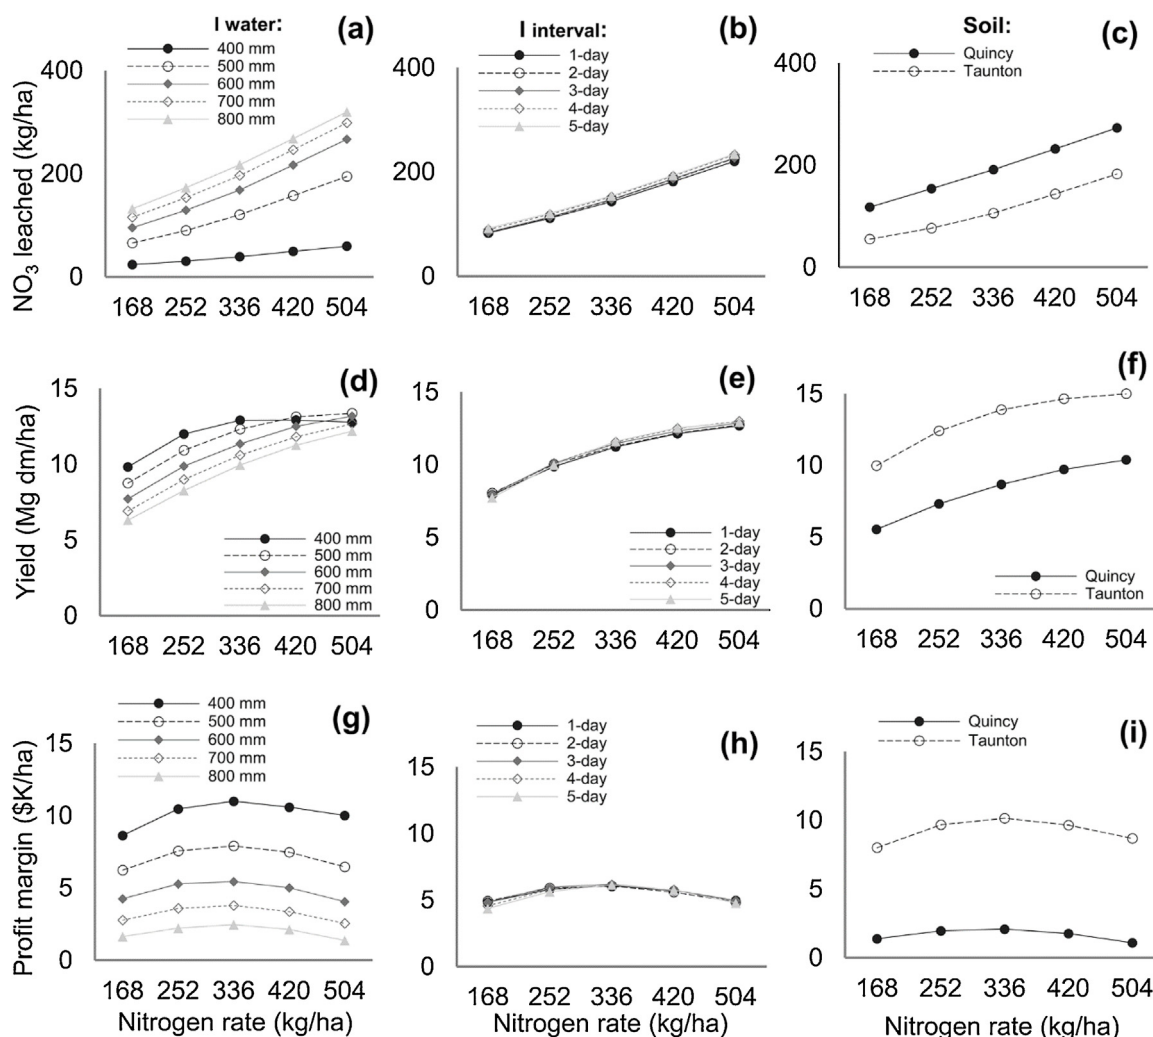 I water:
(a)
400 mm
500 mm
600 mm
700 mm
800 mm
NO3 leached (kg/ha)
400
200
0
168 252 336 420 504
I interval:
(b)
1-day
2-day
3-day
4-day
5-day
400
200
0
168 252 336 420 504
Soil:
(c)
Quincy
Taunton
400
200
0
168 252 336 420 504
(d)
Yield (Mg dm/ha)
15
10
5
0
400 mm
500 mm
600 mm
700 mm
800 mm
168 252 336 420 504
(e)
15
10
5
0
1-day
2-day
3-day
4-day
5-day
168 252 336 420 504
(f)
15
10
5
0
Quincy
Taunton
168 252 336 420 504
400 mm
500 mm
600 mm
700 mm
800 mm
(g)
Profit margin ($K/ha)
15
10
5
0
168 252 336 420 504
Nitrogen rate (kg/ha)
1-day
2-day
3-day
4-day
5-day
(h)
15
10
5
0
168 252 336 420 504
Nitrogen rate (kg/ha)
Quincy
Taunton
(i)
15
10
5
0
168 252 336 420 504
Nitrogen rate (kg/ha)